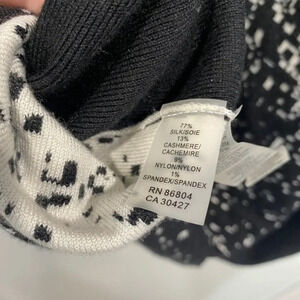 77%
SILK/SOIE
13%
CASHMERE/
CACHEMIRE
9%
NYLON/NYLON
1%
SPANDEX/SPANDEX
RN 86804
CA 30427